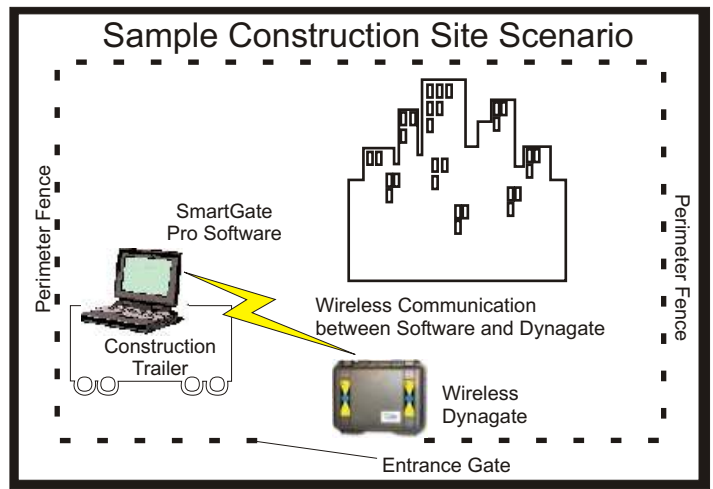 Sample Construction Site Scenario
Perimeter Fence
SmartGate
Pro Software
Perimeter Fence
Wireless Communication
between Software and Dynagate
Construction
Trailer
Wireless
Dynagate
Entrance Gate